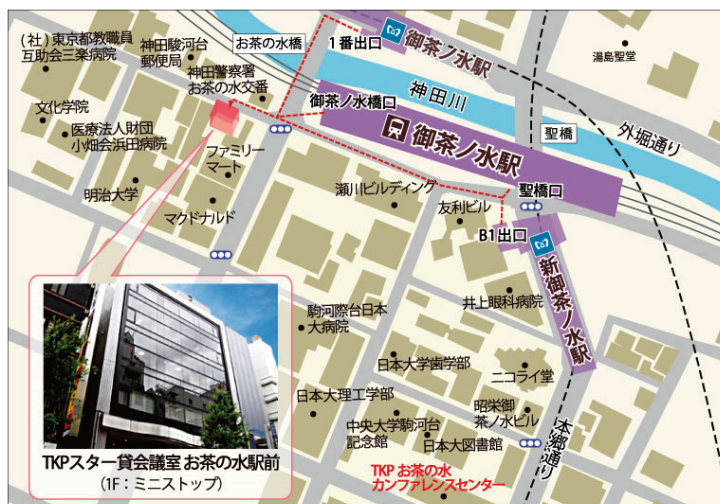 (社)東京都教職員
互助会三楽病院
神田駿河台
郵便局
お茶の水橋
1番出口
御茶ノ水駅
湯島聖堂
神田警察署
お茶の水交番
文化学院
御茶ノ水橋口
神田川
外堀通り
医療法人財団
小畑会浜田病院
御茶ノ水駅
聖橋
ファミリー
マート
明治大学
瀬川ビルディング
聖橋口
マクドナルド
友利ビル
B1出口
新御茶ノ水駅
井上眼科病院
駿河際台日本
大病院
日本大学歯学部
ニコライ堂
日本大理工学部
中央大学駿河台
記念館
昭栄御
茶ノ水ビル
日本大図書館
本郷通り
TKPスター貸会議室 お茶の水駅前
(1F:ミニストップ)
TKP お茶の水
カンファレンスセンター